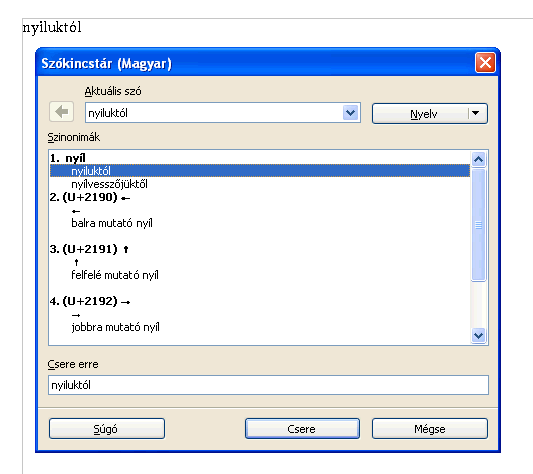 nyiluktól
Szókincstár (Magyar)
Aktuális szó
nyiluktól
Nyelv
Szinonimák
1. nyíl
nyiluktól
nyílvesszőjüktől
2. (U+2190) ←
←
balra mutató nyíl
3. (U+2191) ↑
↑
felfelé mutató nyíl
4. (U+2192) →
→
jobbra mutató nyíl
Csere erre
nyiluktól
Súgó Csere Mégse